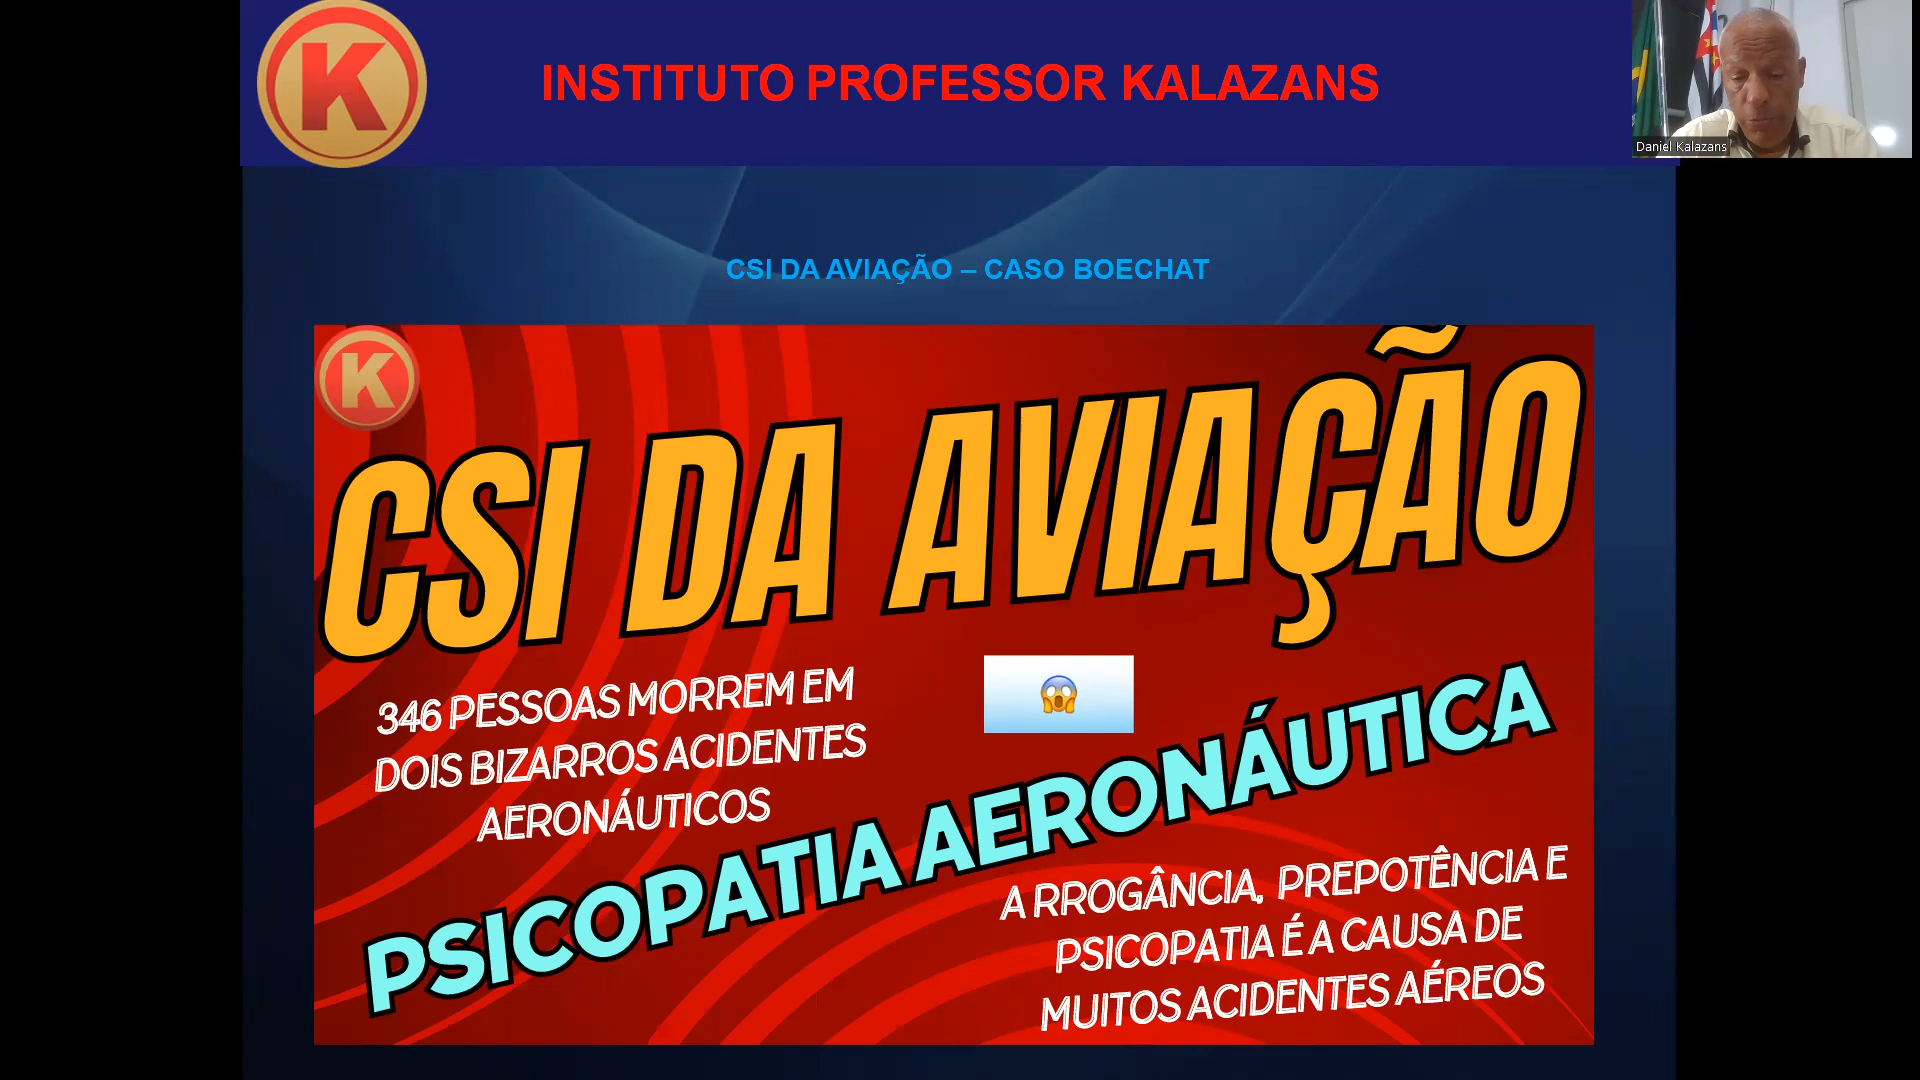 K
INSTITUTO PROFESSOR KALAZANS
Daniel Kalazans
CSI DA AVIAÇÃO – CASO BOECHAT
K
CSI DA AVIAÇÃO
346 PESSOAS MORREM EM
DOIS BIZARROS ACIDENTES
AERONÁUTICOS
PSICOPATIA AERONÁUTICA
A RROGÂNCIA, PREPOTÊNCIA E
PSICOPATIA É A CAUSA DE
MUITOS ACIDENTES AÉREOS